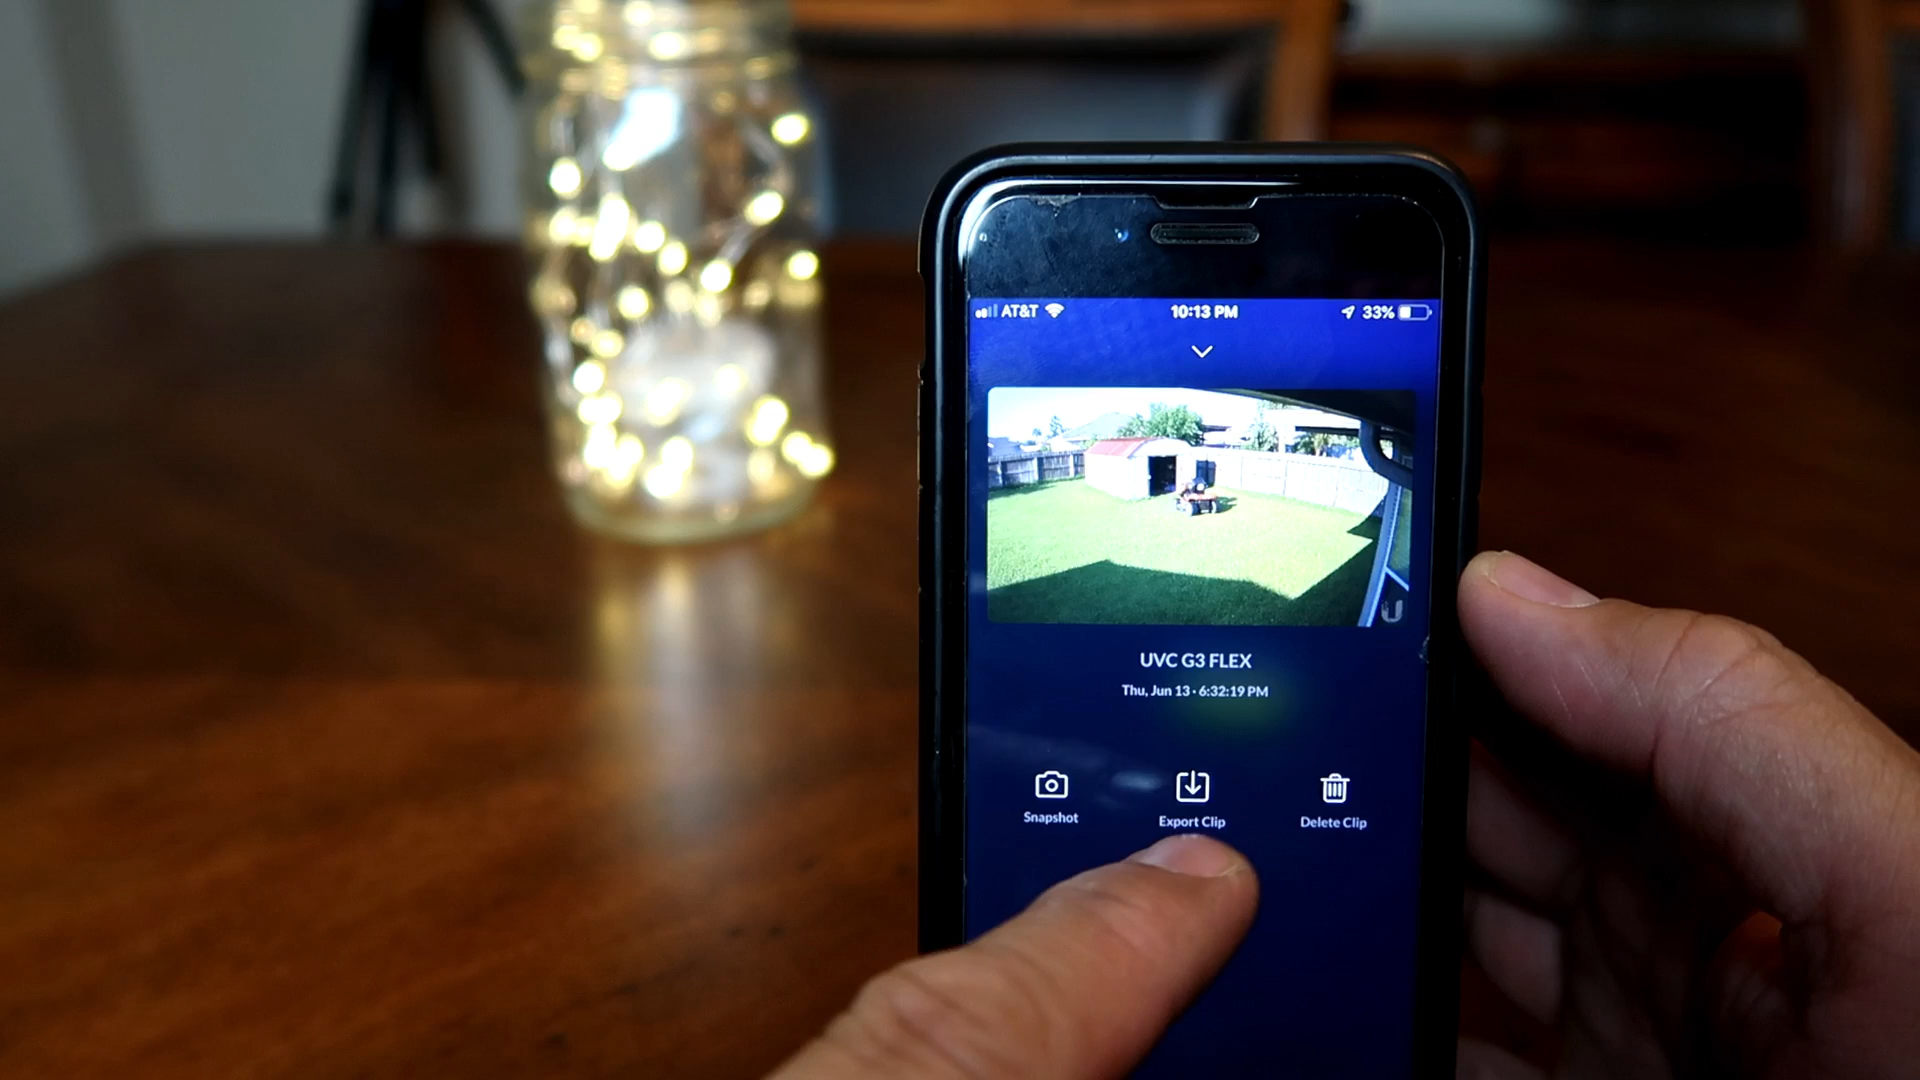 AT&T 10:13 PM 33%
UVC G3 FLEX
Thu, Jun 13 · 6:32:19 PM
Snapshot Export Clip Delete Clip